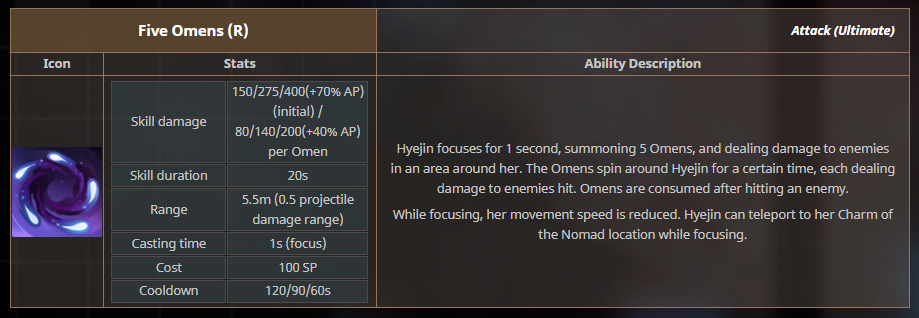 Five Omens (R)
Attack (Ultimate)
Icon
Stats
Ability Description
Skill damage
150/275/400(+70% AP)
(initial) /
80/140/200(+40% AP)
per Omen
Skill duration
20s
Range
5.5m (0.5 projectile
damage range)
Casting time
1s (focus)
Cost
100 SP
Cooldown
120/90/60s
Hyejin focuses for 1 second, summoning 5 Omens, and dealing damage to enemies
in an area around her. The Omens spin around Hyejin for a certain time, each dealing
damage to enemies hit. Omens are consumed after hitting an enemy.
While focusing, her movement speed is reduced. Hyejin can teleport to her Charm of
the Nomad location while focusing.